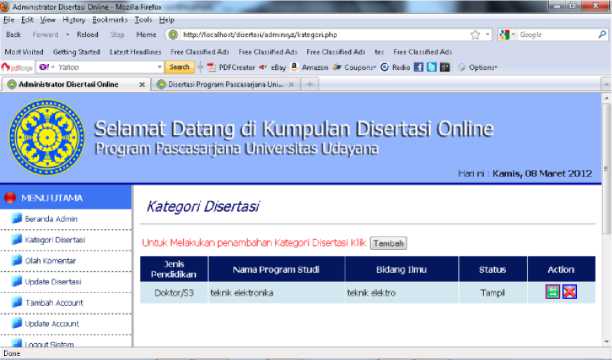 Administrator Disertasi Online - Mozilla Firefox
File Edit View History Bookmarks Tools Help
Back Forward Reload Stop Home http://localhost/disertasi/adminnya/kategori.php Google
Most Visited Getting Started Latest Headlines Free Classified Ads Free Classified Ads Free Classified Ads tes Free Classified Ads
Yahoo Search PDFCreator eBay Amazon Coupons Radio Options
Administrator Disertasi Online Disertasi Program Pascasarjana Uni...
Selamat Datang di Kumpulan Disertasi Online
Program Pascasarjana Universitas Udayana
Hari ini : Kamis, 08 Maret 2012
MENU UTAMA
Beranda Admin
Kategori Disertasi
Olah Komentar
Update Disertasi
Tambah Account
Update Account
Logout Sistem
Kategori Disertasi
Untuk Melakukan penambahan Kategori Disertasi Klik Tambah
Jenis Pendidikan Nama Program Studi Bidang Ilmu Status Action
Doktor/S3 teknik elektronika teknik elektro Tampil
Done